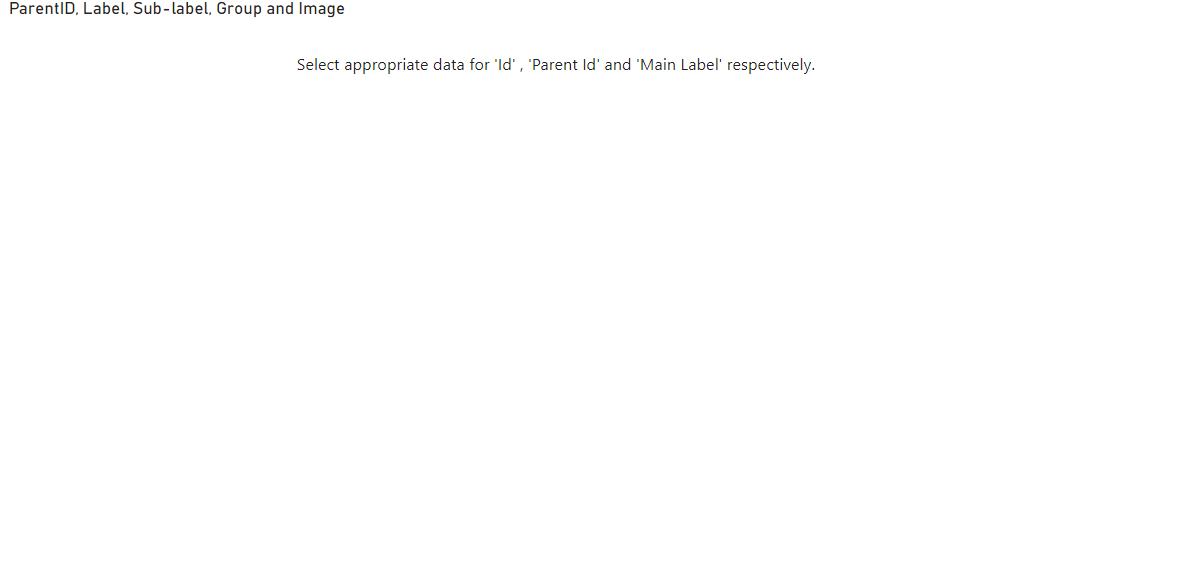 ParentID, Label, Sub-label, Group and Image
Select appropriate data for 'Id' , 'Parent Id' and 'Main Label' respectively.